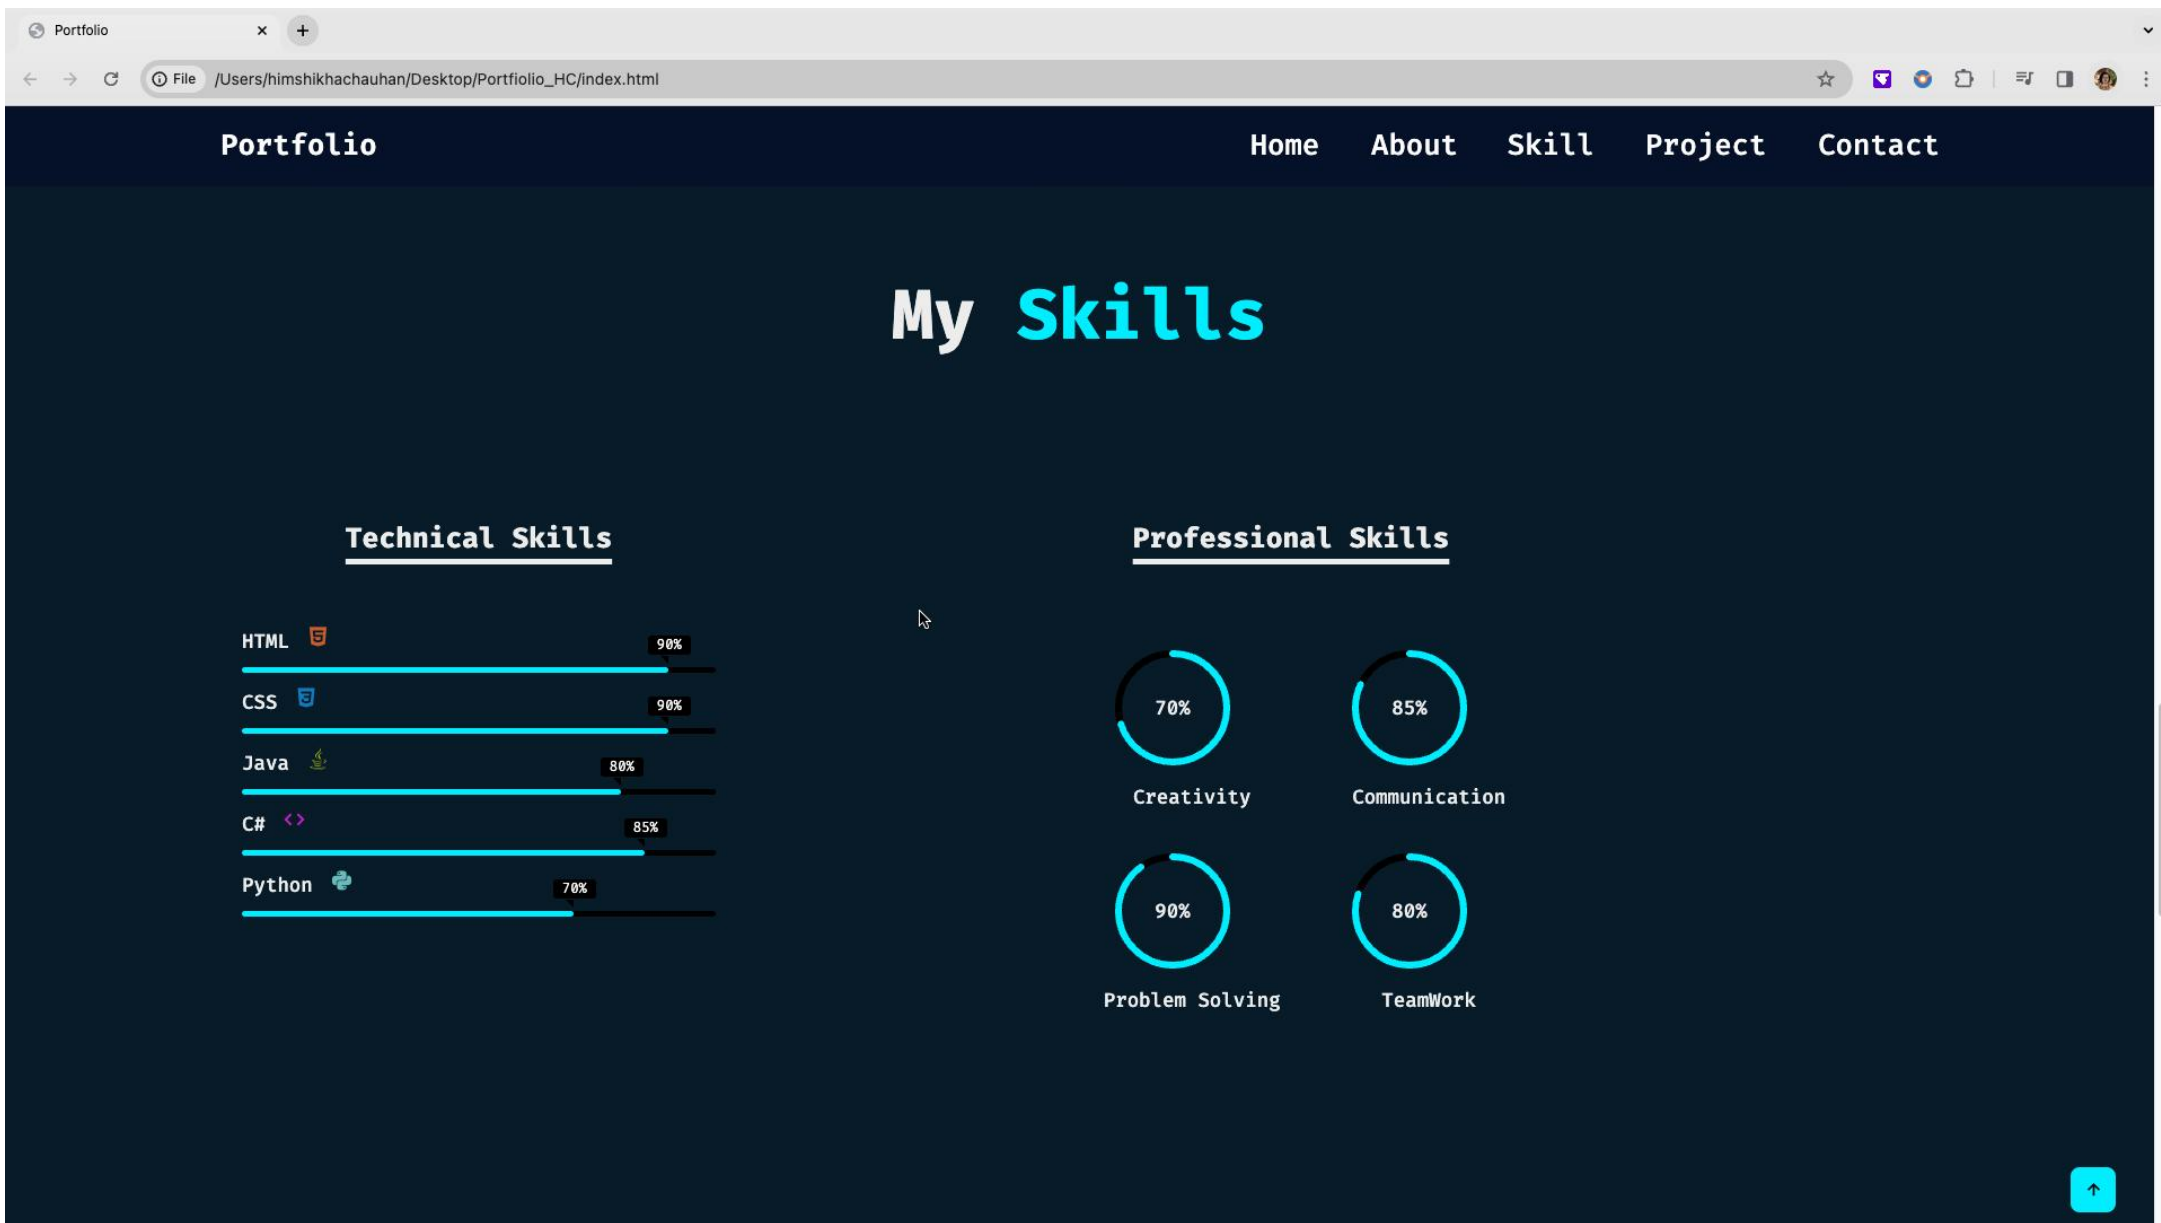 Portfolio
File /Users/himshikhachauhan/Desktop/Portfiolio_HC/index.html
Portfolio Home About Skill Project Contact
My Skills
Technical Skills
HTML 90%
CSS 90%
Java 80%
C# 85%
Python 70%
Professional Skills
70% 85%
Creativity Communication
90% 80%
Problem Solving TeamWork